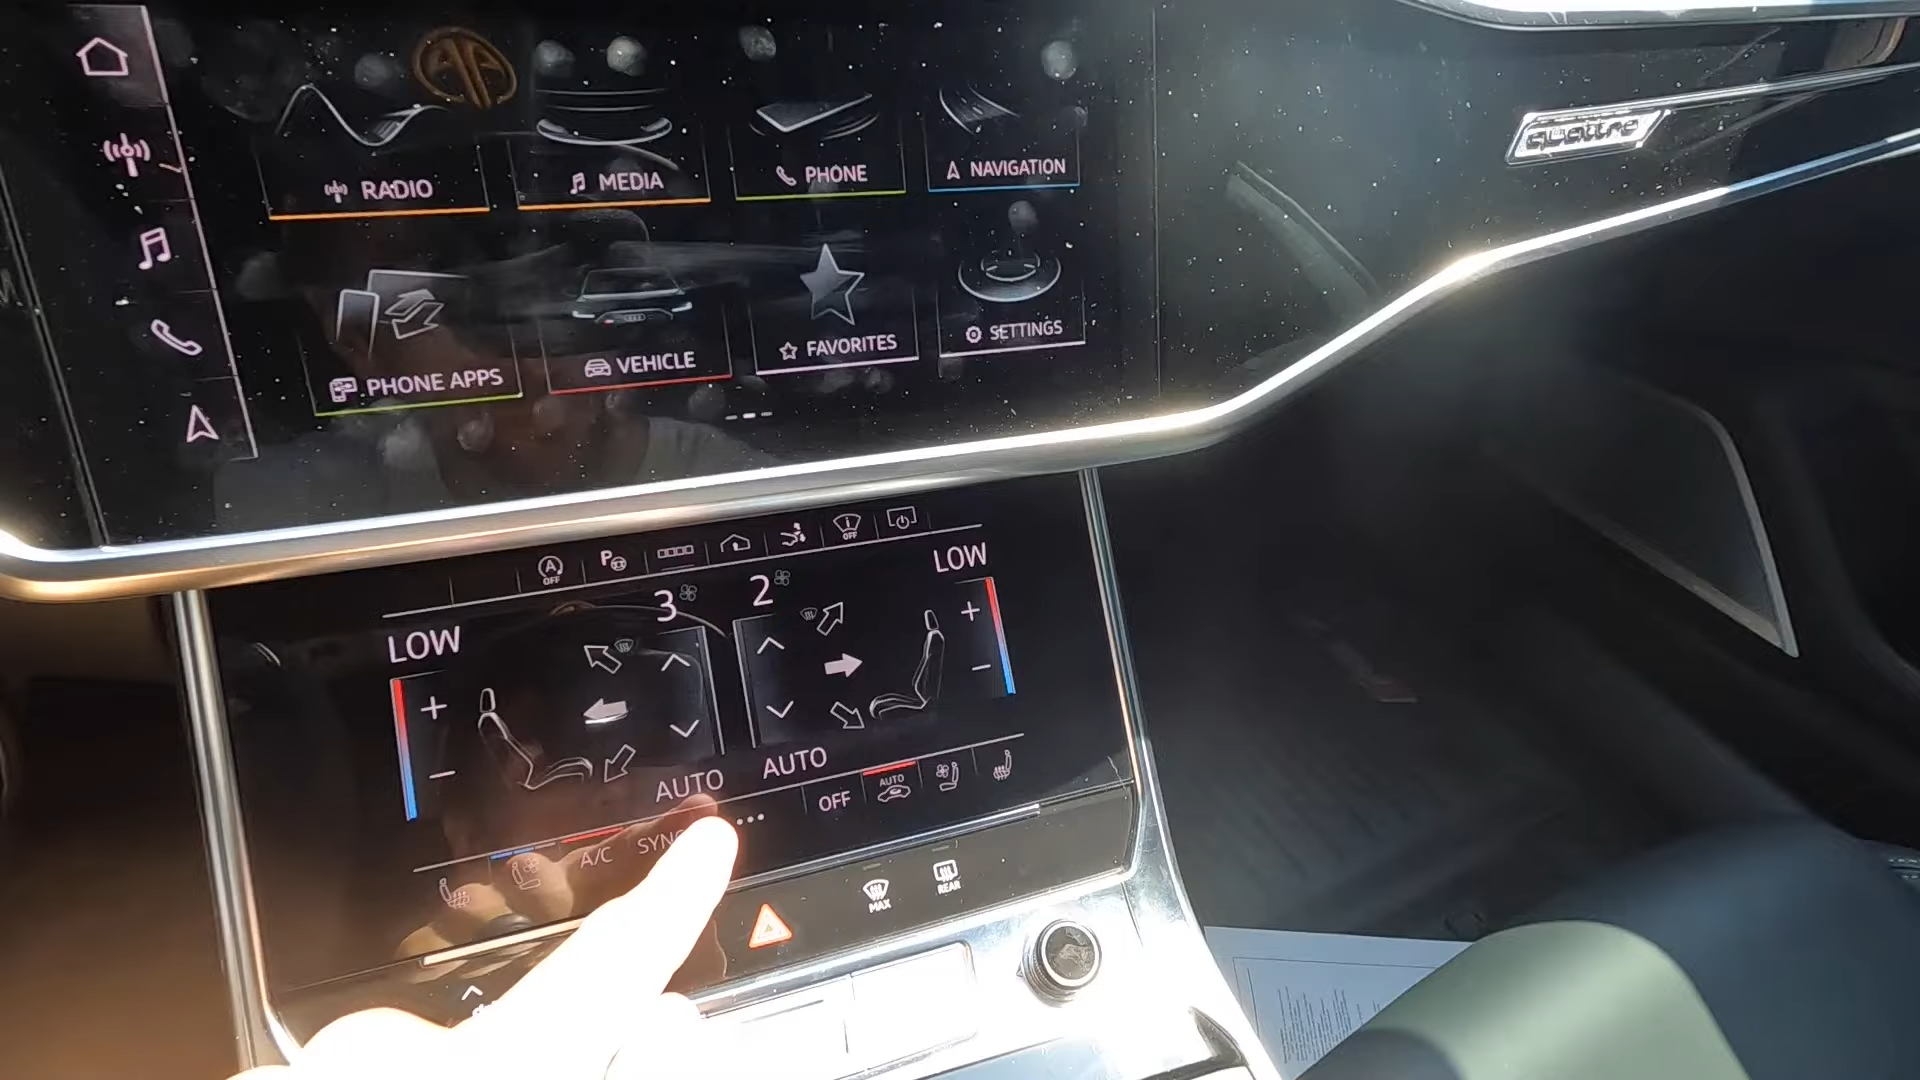 RADIO
MEDIA
PHONE
NAVIGATION
quattro
PHONE APPS
VEHICLE
FAVORITES
SETTINGS
A
OFF
P
OFF
LOW
3
2
LOW
+
+
-
-
AUTO
AUTO
A/C
OFF
AUTO
MAX
REAR